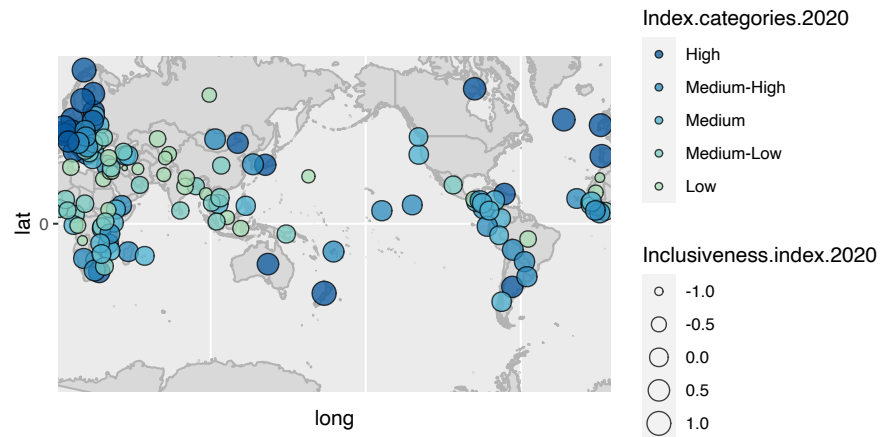 Index.categories.2020
High
Medium-High
Medium
Medium-Low
Low
lat
0
long
Inclusiveness.index.2020
-1.0
-0.5
0.0
0.5
1.0